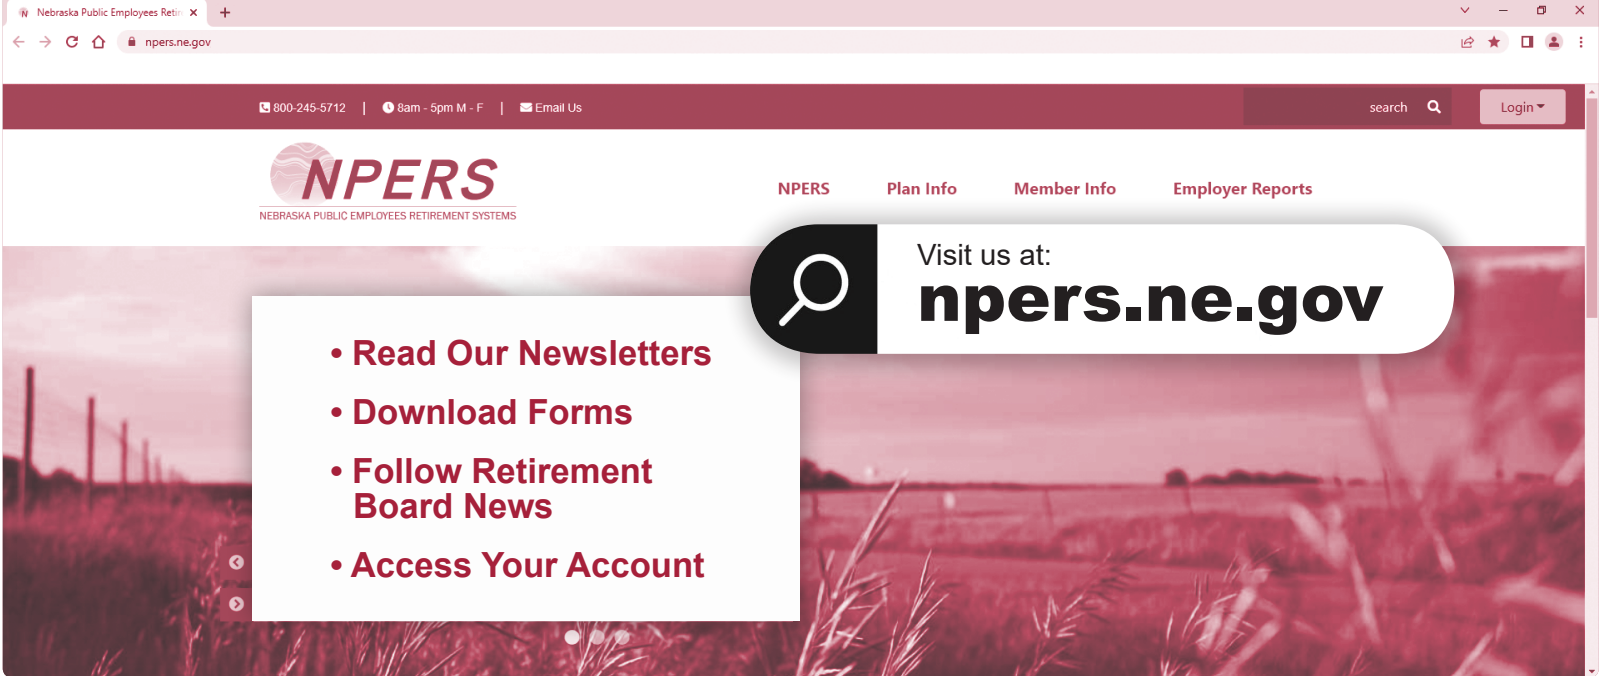 Nebraska Public Employees Retir
npers.ne.gov
800-245-5712 | 8am - 5pm M - F | Email Us
search
Login
NPERS
NEBRASKA PUBLIC EMPLOYEES RETIREMENT SYSTEMS
NPERS Plan Info Member Info Employer Reports
Visit us at:
npers.ne.gov
• Read Our Newsletters
• Download Forms
• Follow Retirement
Board News
• Access Your Account